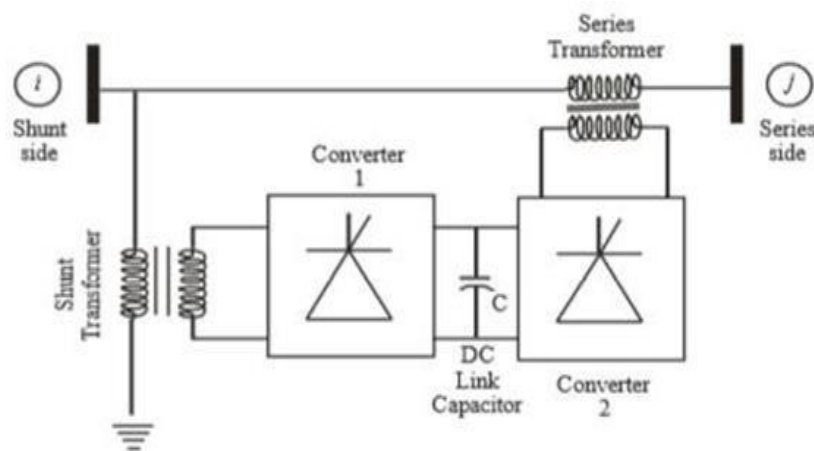 Series
Transformer
i
j
Shunt
side
Series
side
Converter
1
Shunt
Transformer
C
DC
Link
Capacitor
Converter
2